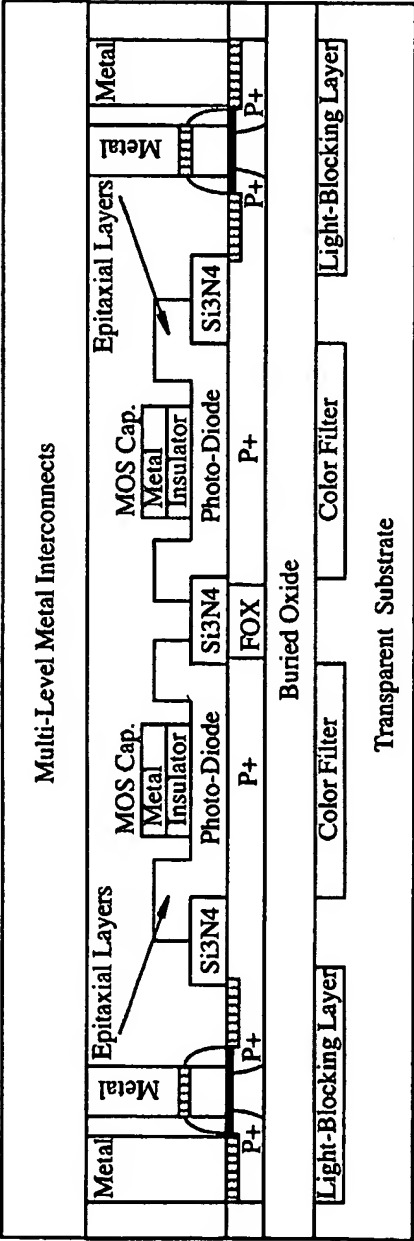 Multi-Level Metal Interconnects
Metal
Metal
Epitaxial Layers
MOS Cap.
Metal
Insulator
Photo-Diode
MOS Cap.
Metal
Insulator
Photo-Diode
Epitaxial Layers
Metal
Metal
Si3N4
Si3N4
Si3N4
P+
P+
P+
FOX
P+
P+
P+
Buried Oxide
Light-Blocking Layer
Color Filter
Color Filter
Light-Blocking Layer
Transparent Substrate